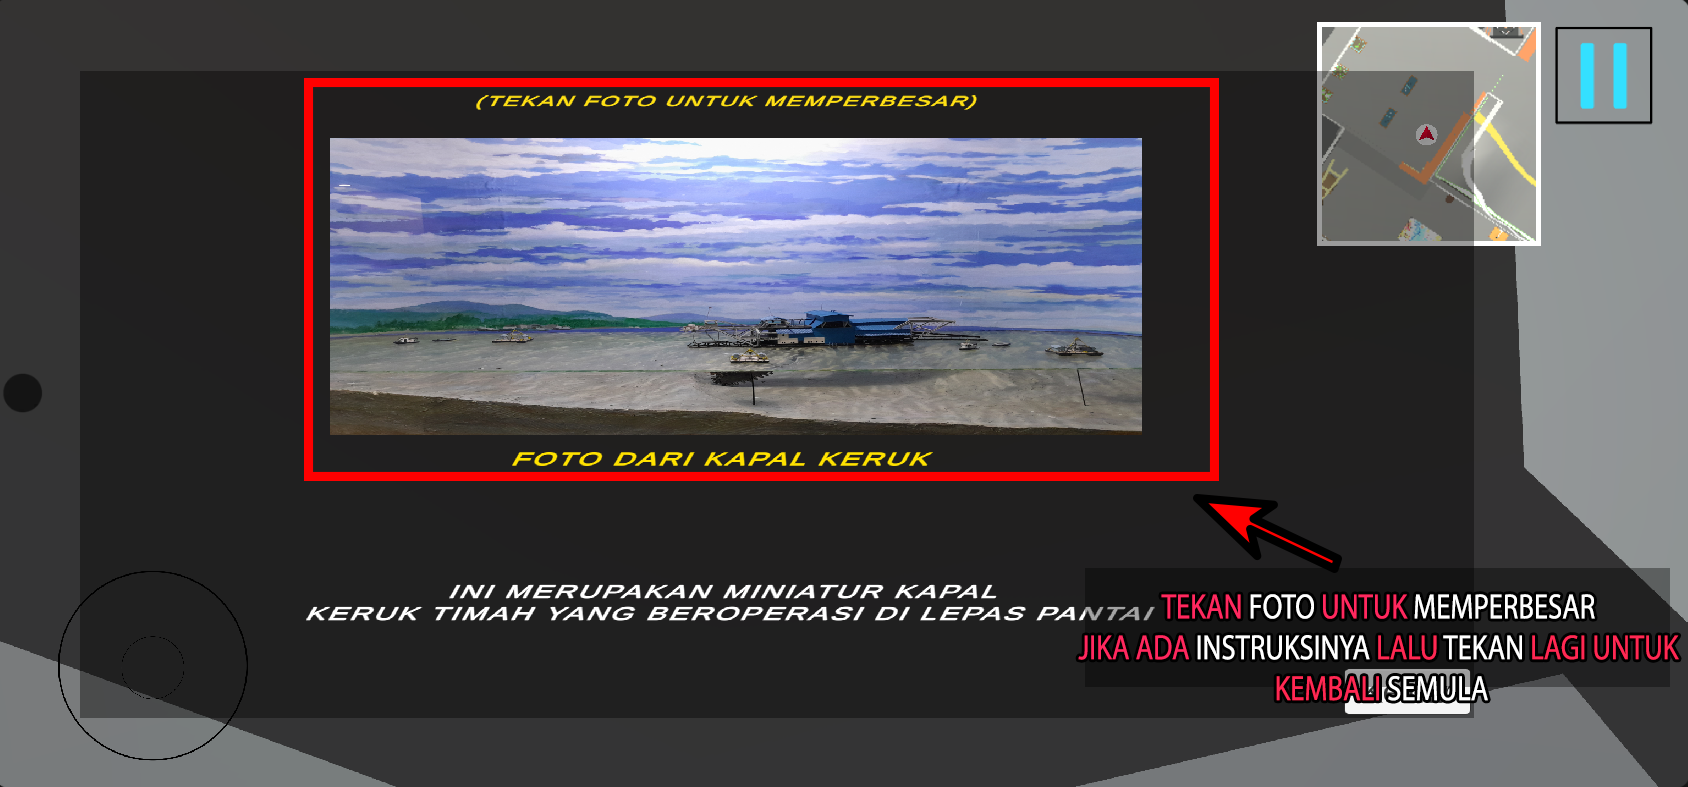 (TEKAN FOTO UNTUK MEMPERBESAR)
FOTO DARI KAPAL KERUK
INI MERUPAKAN MINIATUR KAPAL
KERUK TIMAH YANG BEROPERASI DI LEPAS PANTAI
TEKAN FOTO UNTUK MEMPERBESAR
JIKA ADA INSTRUKSINYA LALU TEKAN LAGI UNTUK
KEMBALI SEMULA